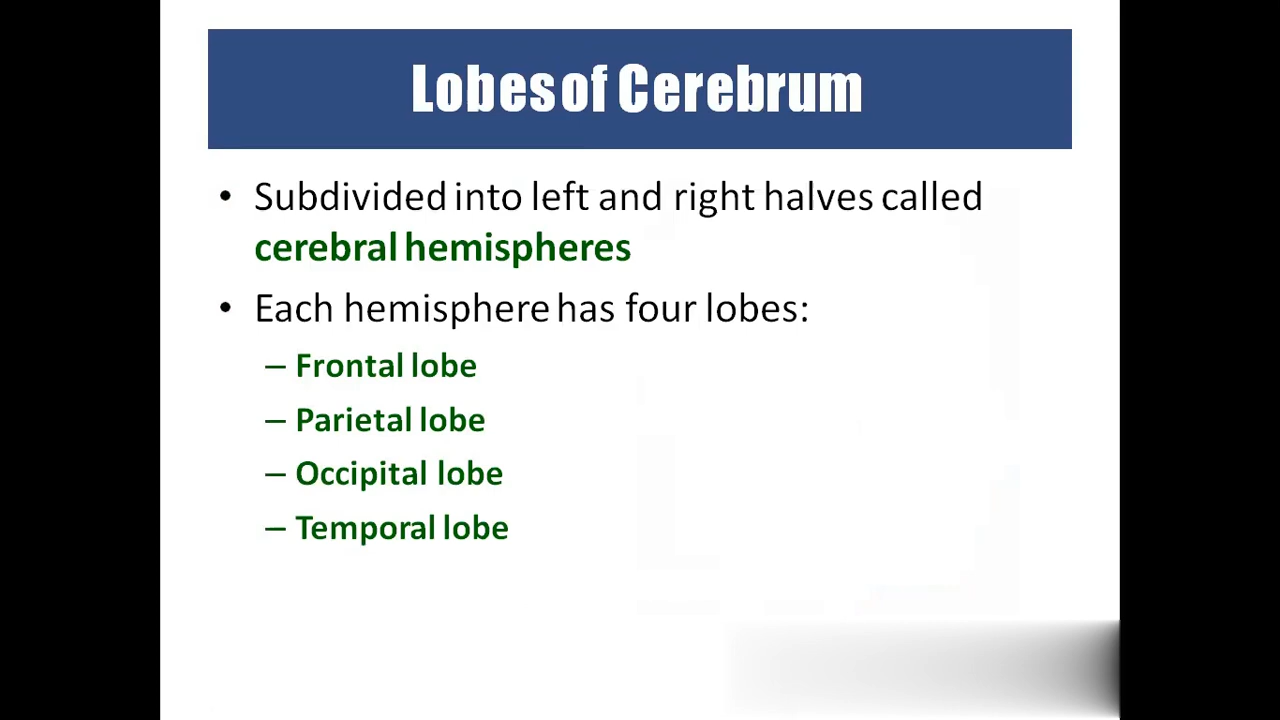 Lobes of Cerebrum
• Subdivided into left and right halves called
cerebral hemispheres
• Each hemisphere has four lobes:
– Frontal lobe
– Parietal lobe
– Occipital lobe
– Temporal lobe